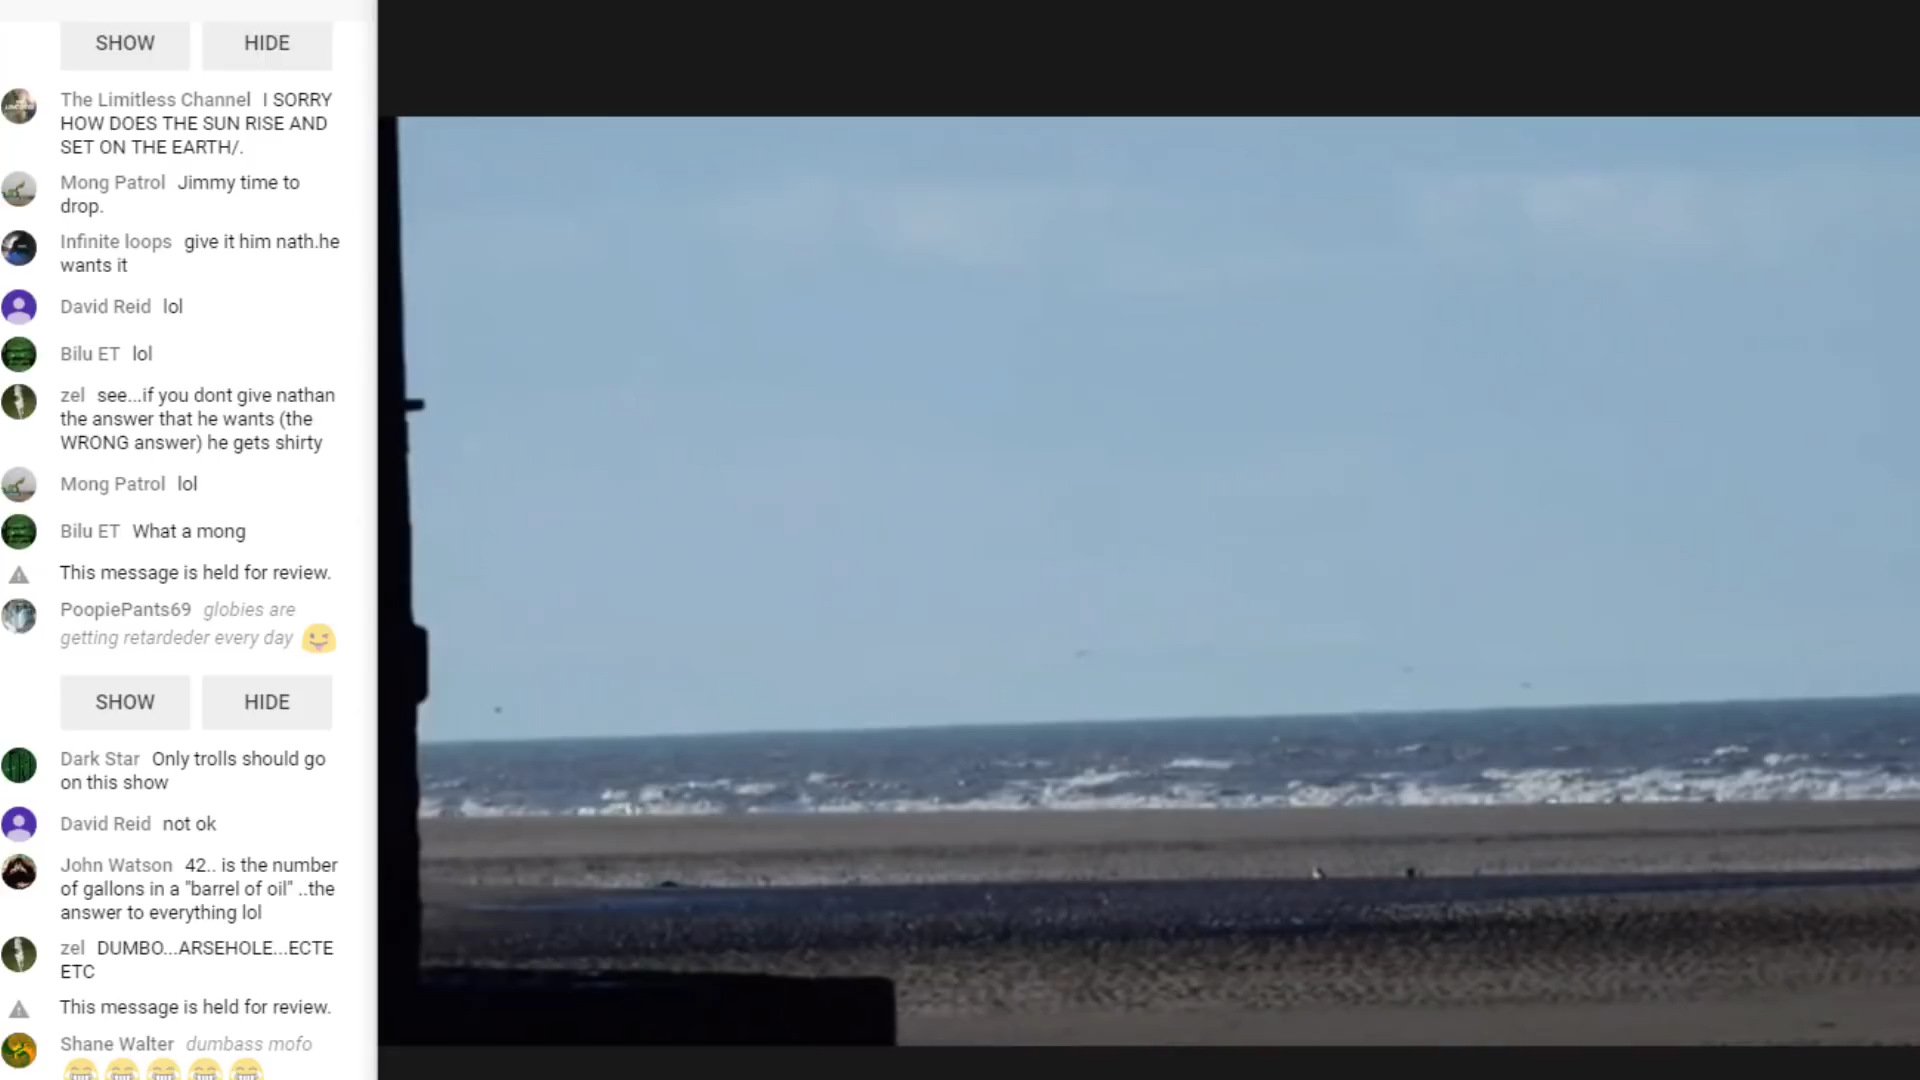 SHOW HIDE
The Limitless Channel I SORRY
HOW DOES THE SUN RISE AND
SET ON THE EARTH/.
Mong Patrol Jimmy time to
drop.
Infinite loops give it him nath.he
wants it
David Reid lol
Bilu ET lol
zel see...if you dont give nathan
the answer that he wants (the
WRONG answer) he gets shirty
Mong Patrol lol
Bilu ET What a mong
This message is held for review.
PoopiePants69 globies are
getting retardeder every day
SHOW HIDE
Dark Star Only trolls should go
on this show
David Reid not ok
John Watson 42.. is the number
of gallons in a "barrel of oil" ..the
answer to everything lol
zel DUMBO...ARSEHOLE...ECTE
ETC
This message is held for review.
Shane Walter dumbass mofo